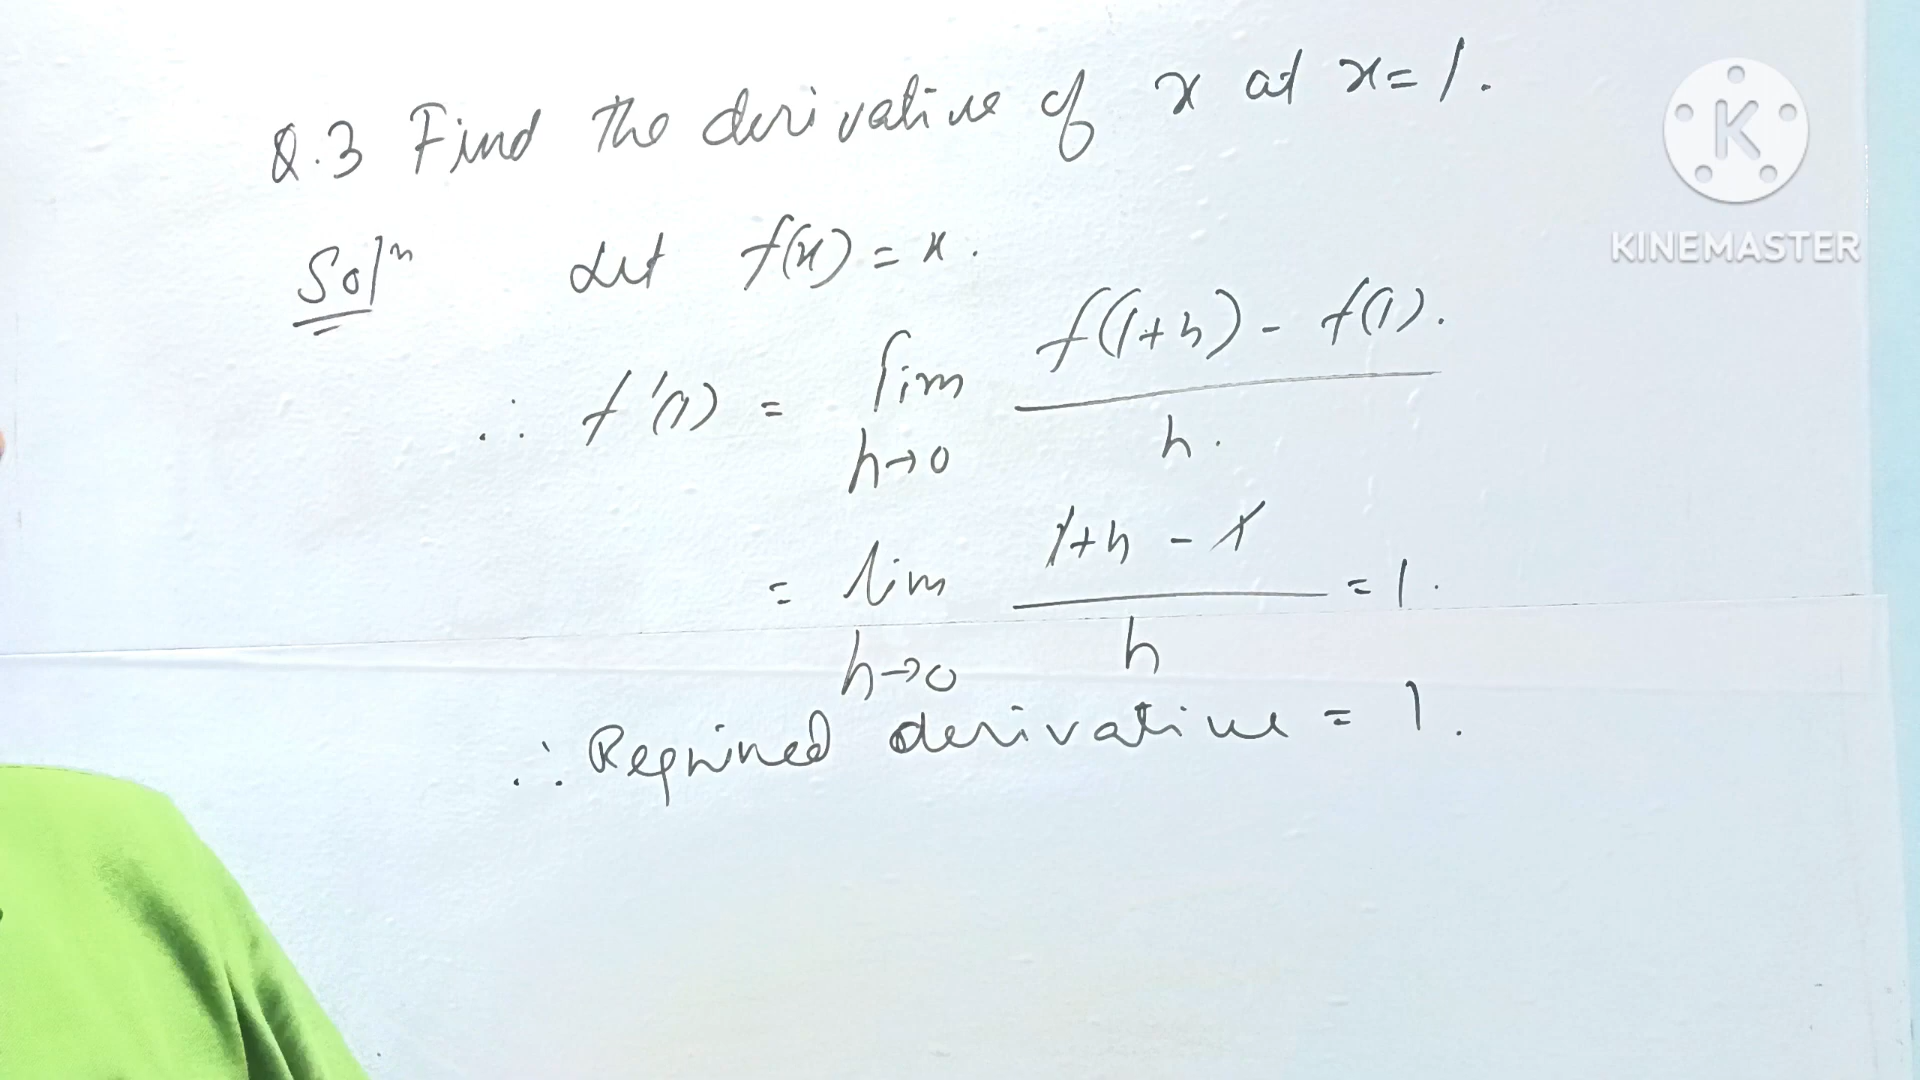 Q.3 Find the derivative of x at x=1.
Solⁿ Let f(x) = x.
∴ f'(1) = lim h→0 f(1+h) - f(1). / h.
= lim h→0 1+h - 1 / h = 1.
∴ Required derivative = 1.
K
KINEMASTER